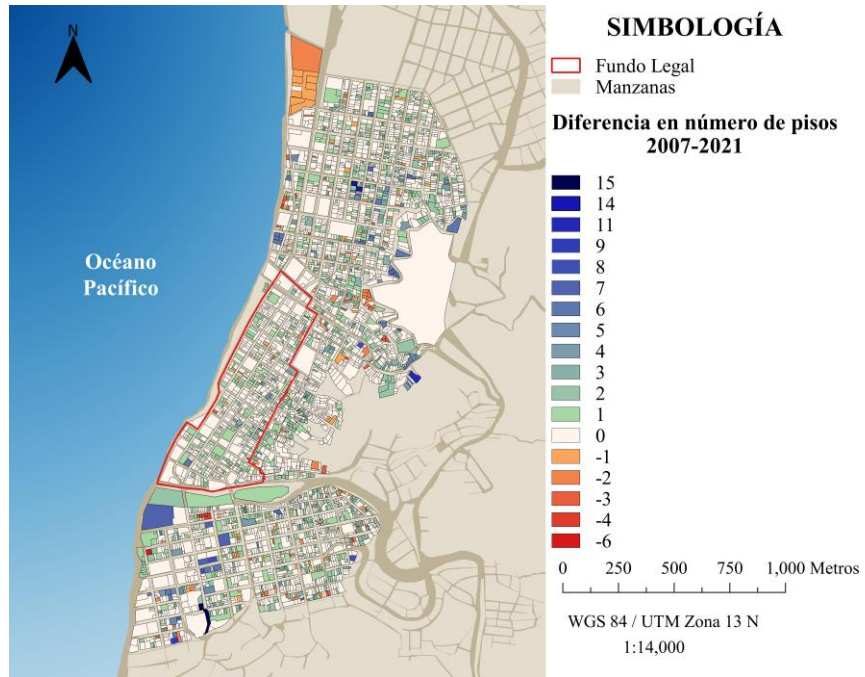 N
Océano
Pacífico
SIMBOLOGÍA
Fundo Legal
Manzanas
Diferencia en número de pisos
2007-2021
15
14
11
9
8
7
6
5
4
3
2
1
0
-1
-2
-3
-4
-6
0 250 500 750 1,000 Metros
WGS 84 / UTM Zona 13 N
1:14,000